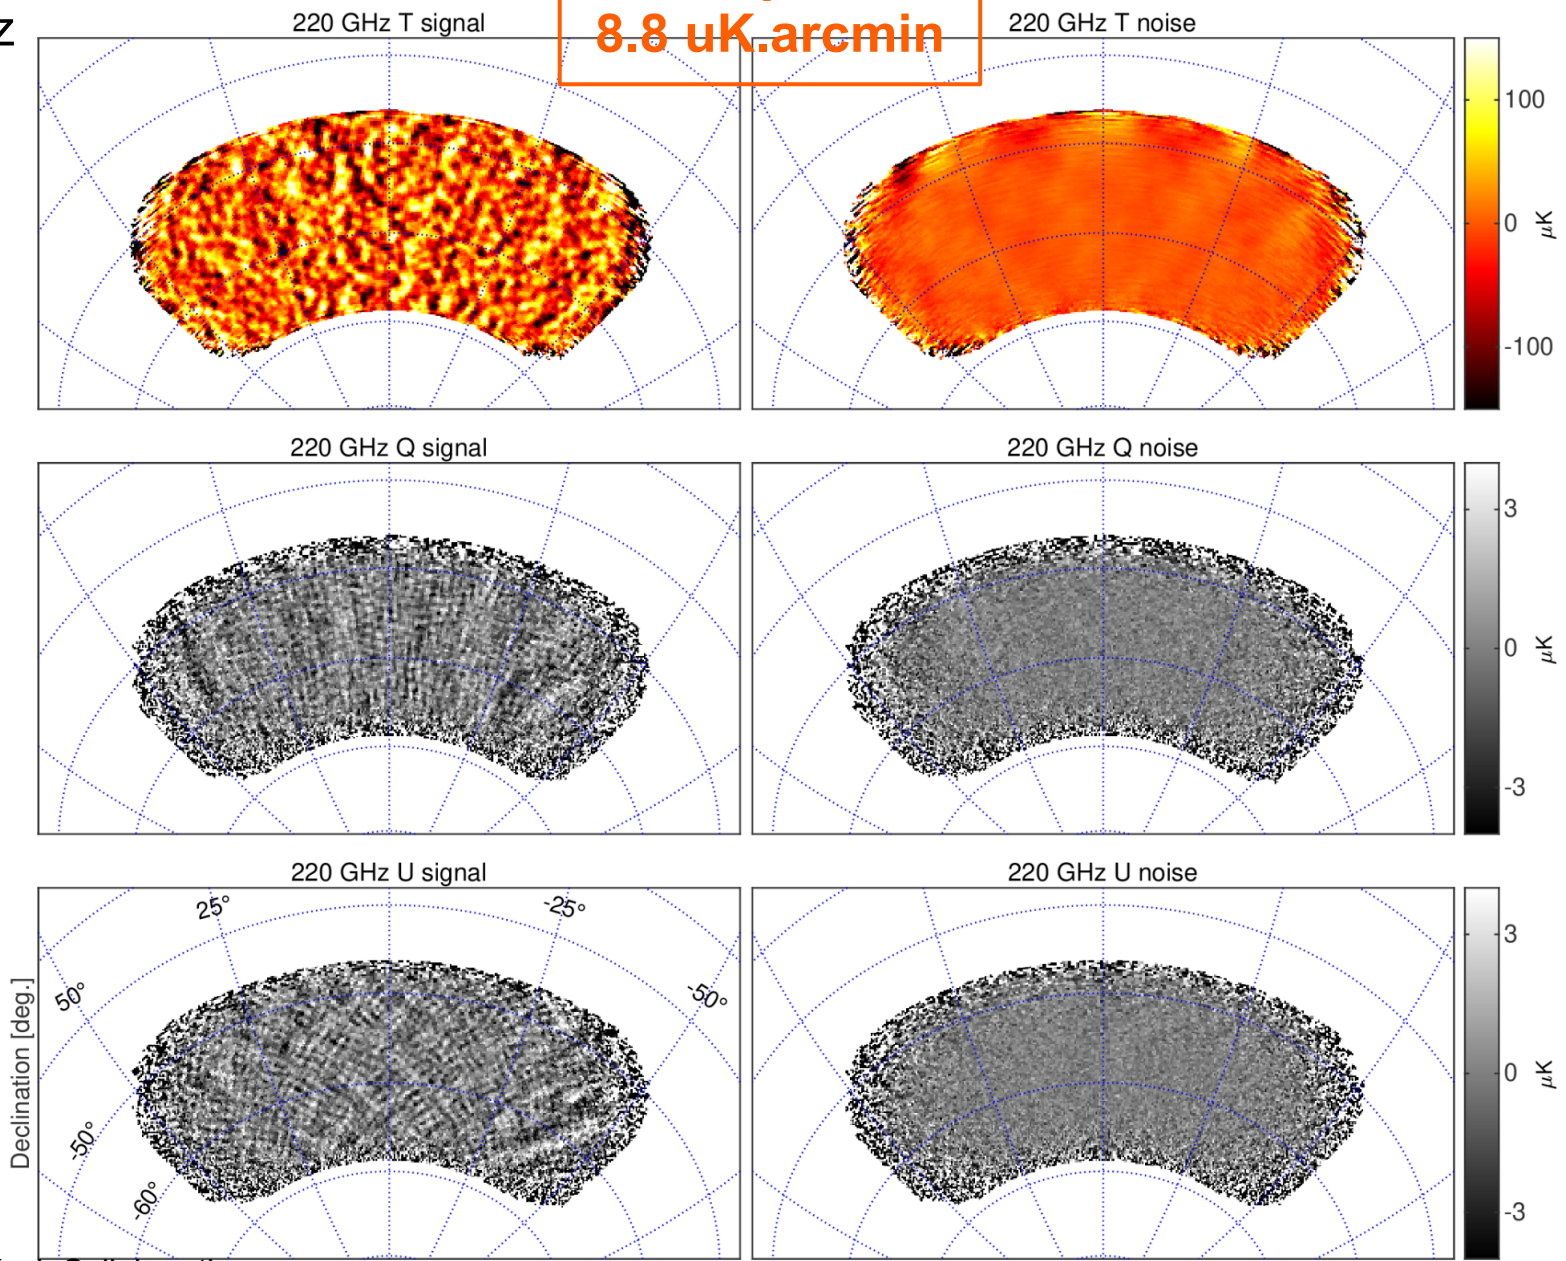 z
220 GHz T signal
8.8 uK.arcmin
220 GHz T noise
100
0
-100
μK
220 GHz Q signal
220 GHz Q noise
3
0
-3
μK
220 GHz U signal
220 GHz U noise
25°
-25°
50°
-50°
-50°
-60°
Declination [deg.]
3
0
-3
μK